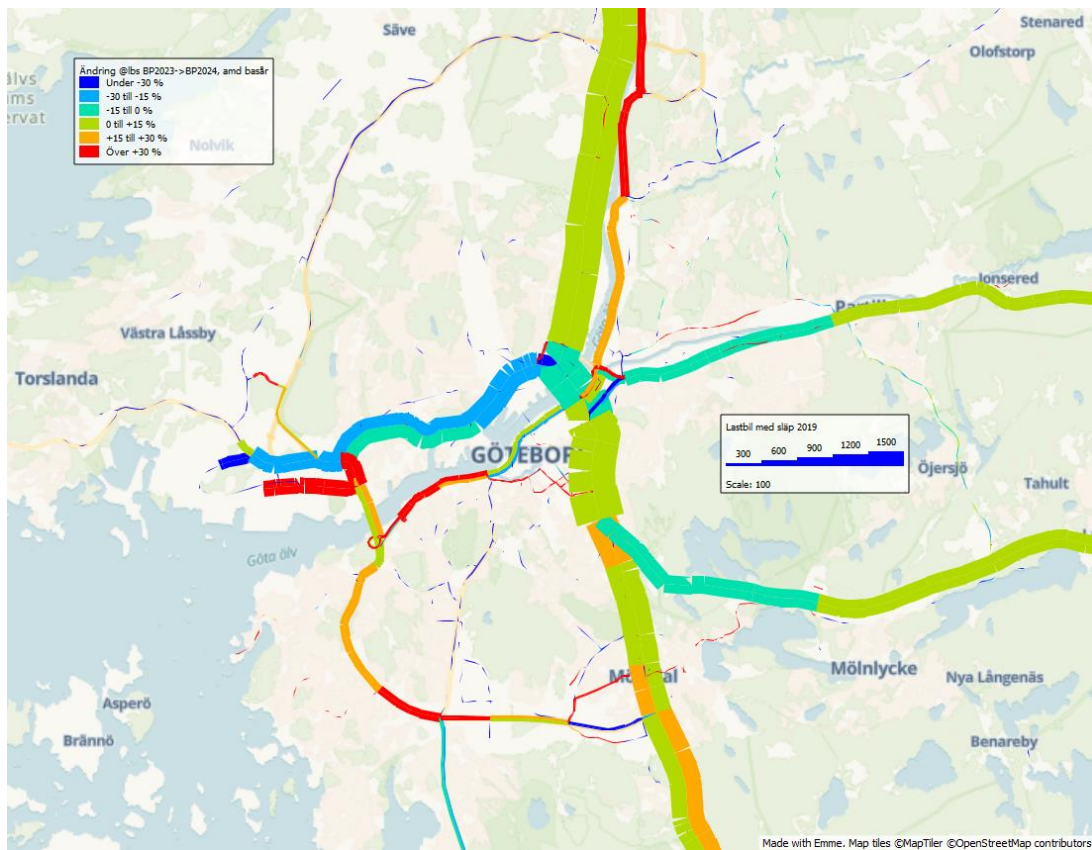 Säve
Stenared
Olofstorp
Ändring @lbs BP2023->BP2024, amd basår
Under -30 %
-30 till -15 %
-15 till 0 %
0 till +15 %
+15 till +30 %
Över +30 %
Nolvik
Jonsered
Västra Låssby
Torslanda
Lastbil med släp 2019
300 600 900 1200 1500
Scale: 100
GÖTEBOR
Öjersjö
Tahult
Göta älv
Mölnlycke
Nya Långenäs
Asperö
Brännö
Benareby
Made with Emme. Map tiles ©MapTiler ©OpenStreetMap contributors